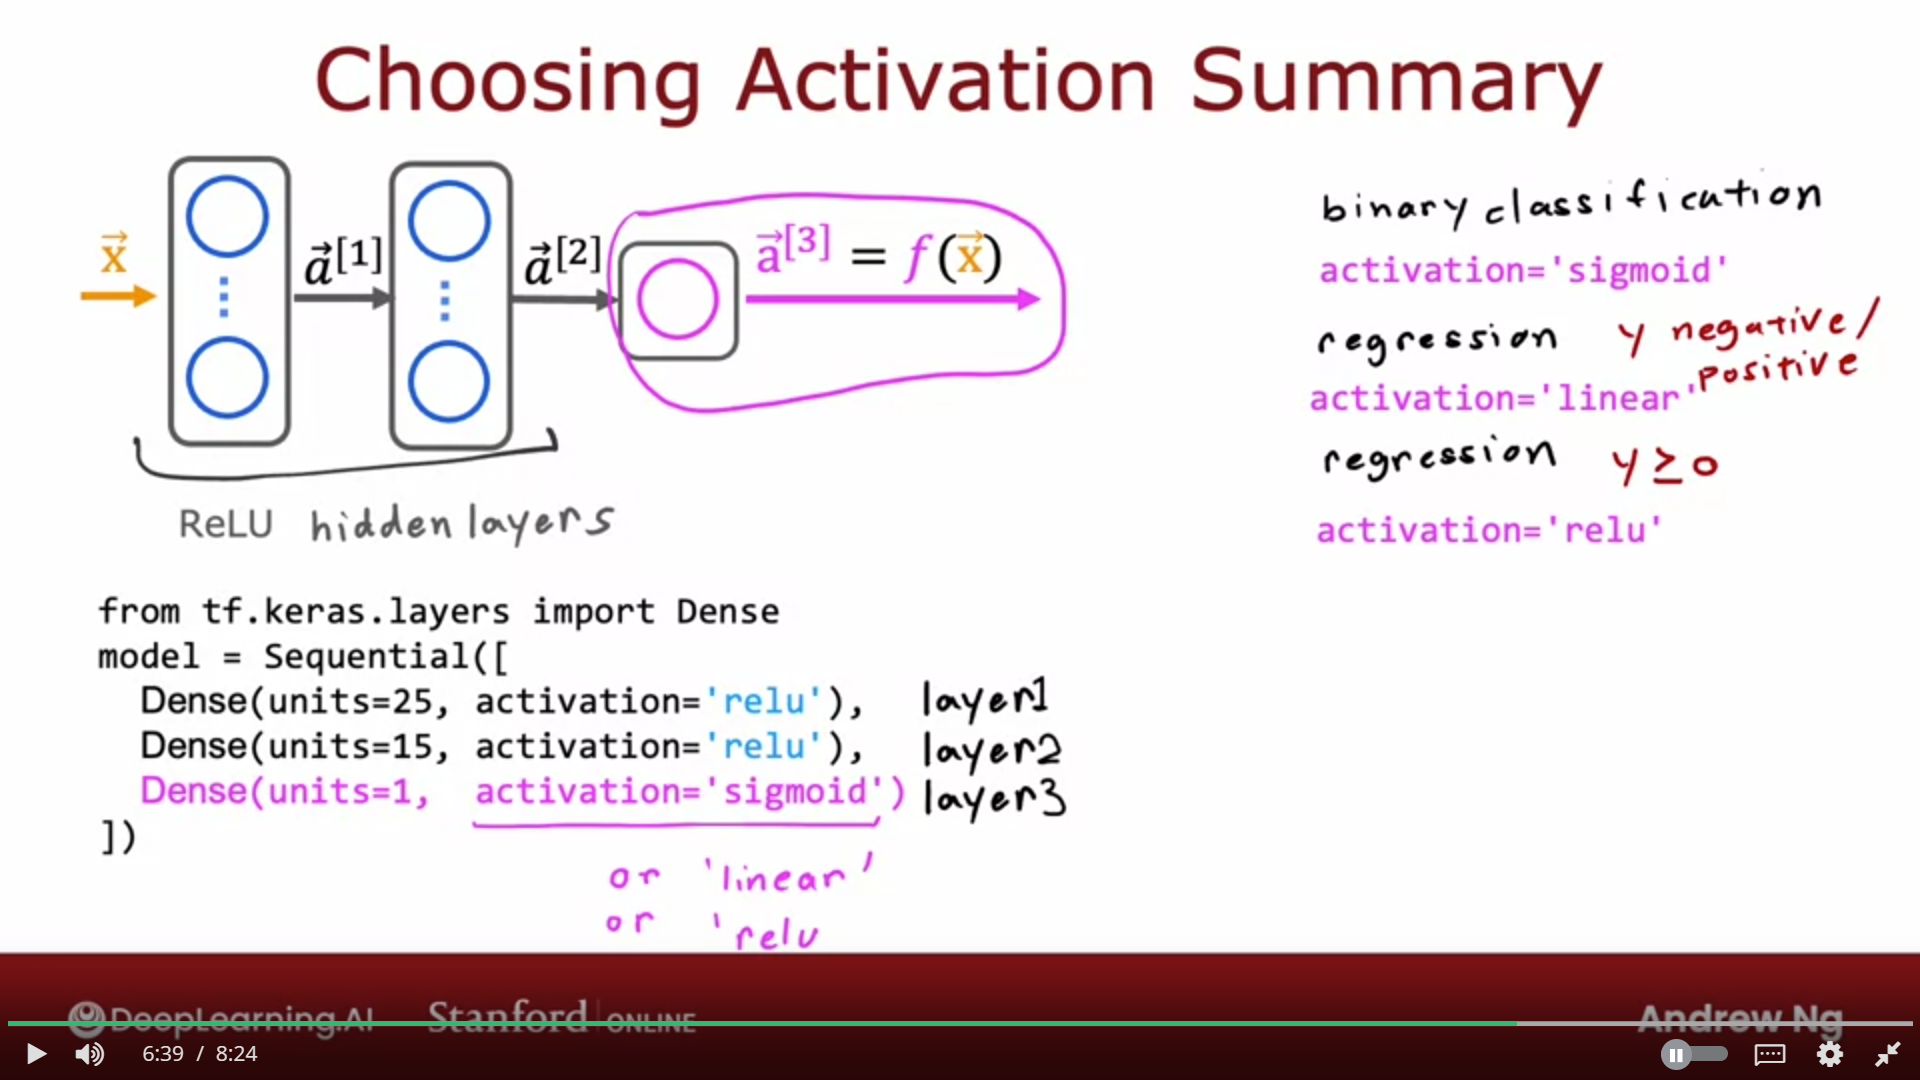 Choosing Activation Summary
x⃗
a⃗[1]
a⃗[2]
a⃗[3] = f(x⃗)
ReLU hidden layers
binary classification
activation='sigmoid'
regression y negative/
positive
activation='linear'
regression y ≥ 0
activation='relu'
from tf.keras.layers import Dense
model = Sequential([
Dense(units=25, activation='relu'), layer1
Dense(units=15, activation='relu'), layer2
Dense(units=1, activation='sigmoid') layer3
])
or 'linear'
or 'relu
DeepLearning.AI Stanford | ONLINE Andrew Ng
6:39 / 8:24